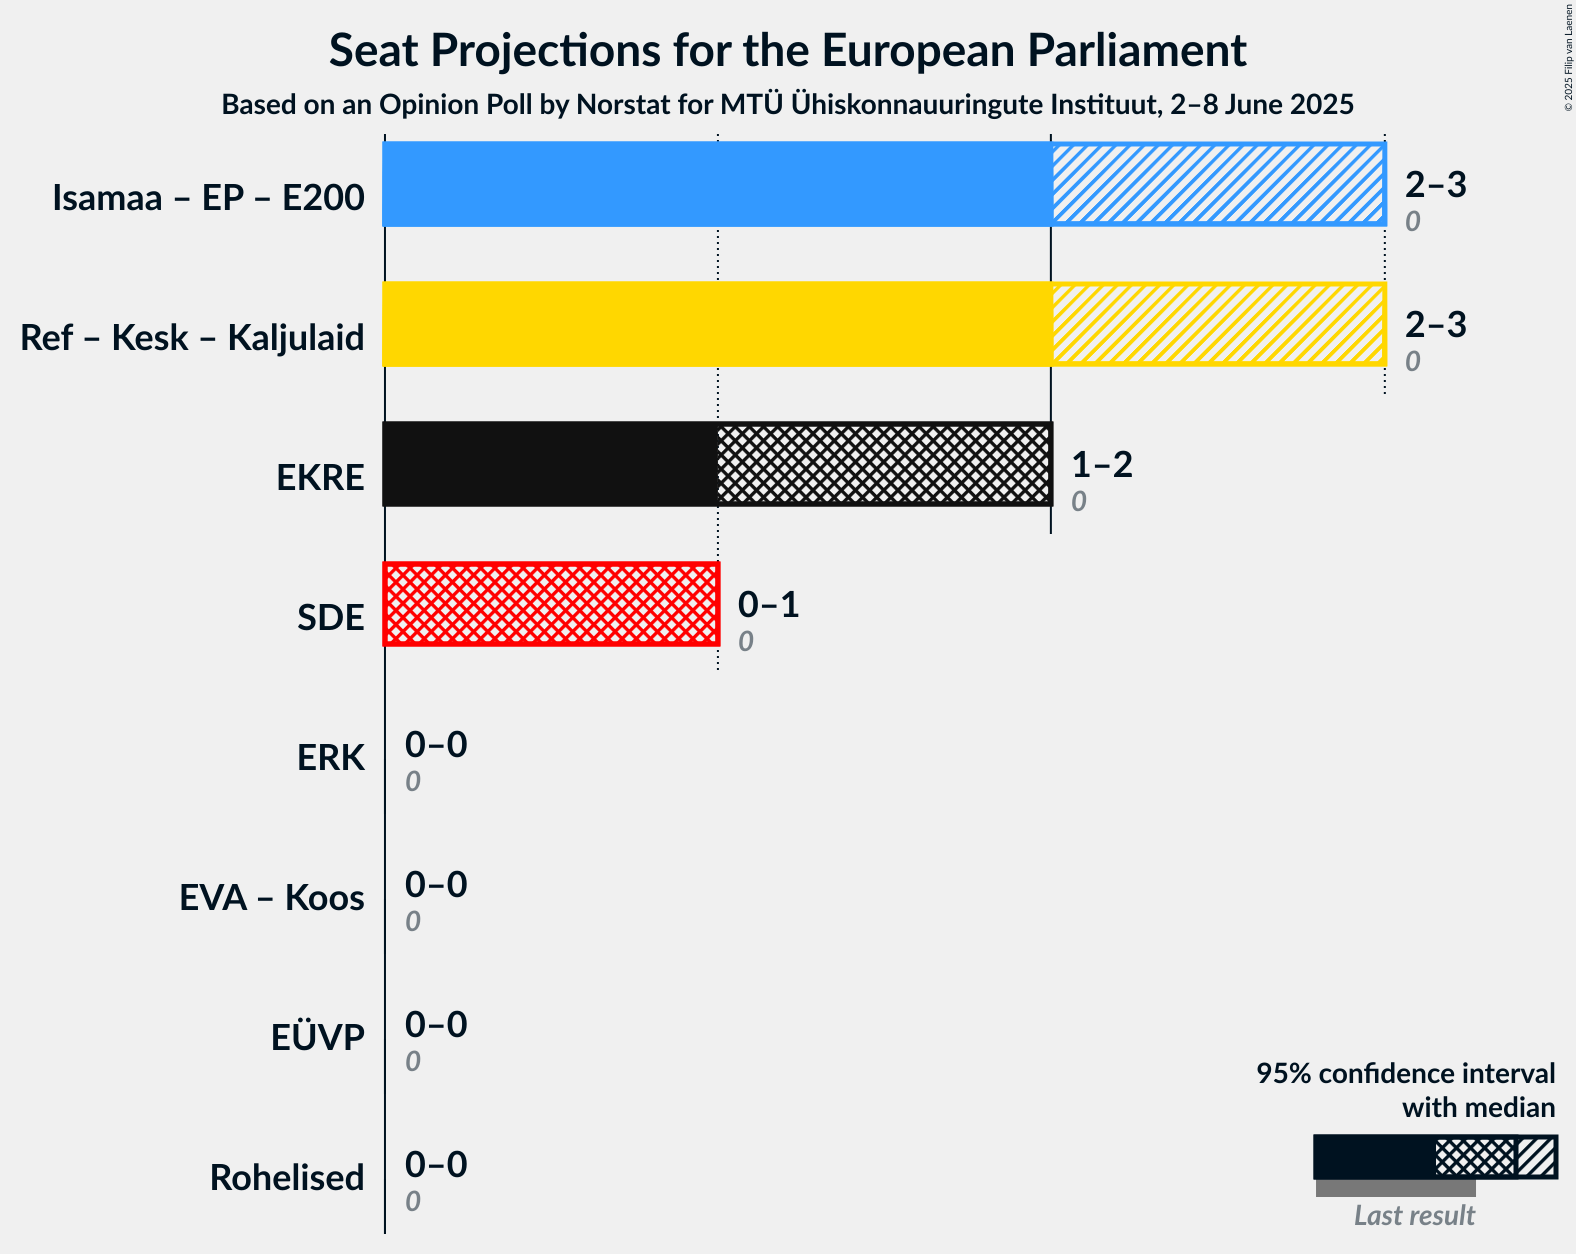 Seat Projections for the European Parliament
Based on an Opinion Poll by Norstat for MTÜ Ühiskonnauuringute Instituut, 2–8 June 2025
© 2025 Filip van Laenen
Isamaa – EP – E200
2–3
0
Ref – Kesk – Kaljulaid
2–3
0
EKRE
1–2
0
SDE
0–1
0
ERK
0–0
0
EVA – Koos
0–0
0
EÜVP
0–0
0
Rohelised
0–0
0
95% confidence interval
with median
Last result